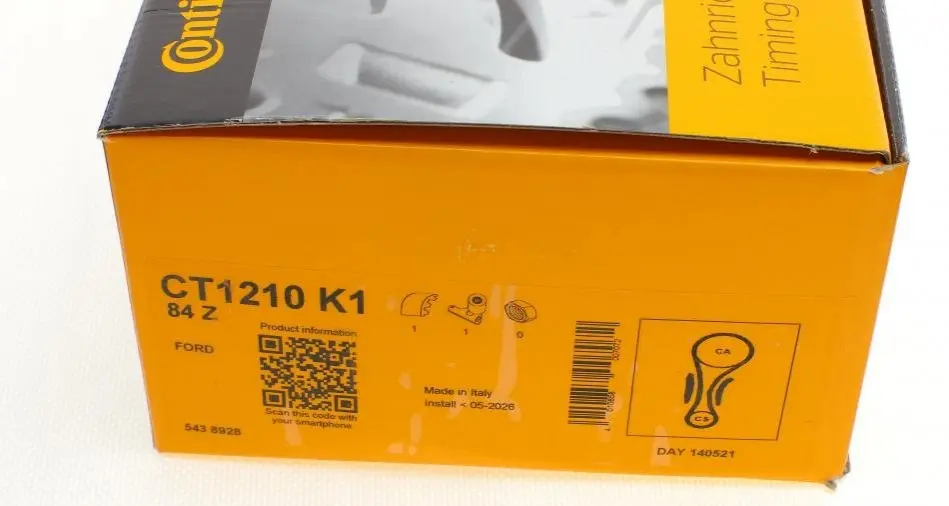 Conti
Zahnri
Timing
CT1210 K1
84 Z
FORD
Product information
Scan this code with
your smartphone
543 8928
1
1
0
Made in Italy
install < 05-2026
CA
CS
DAY 140521